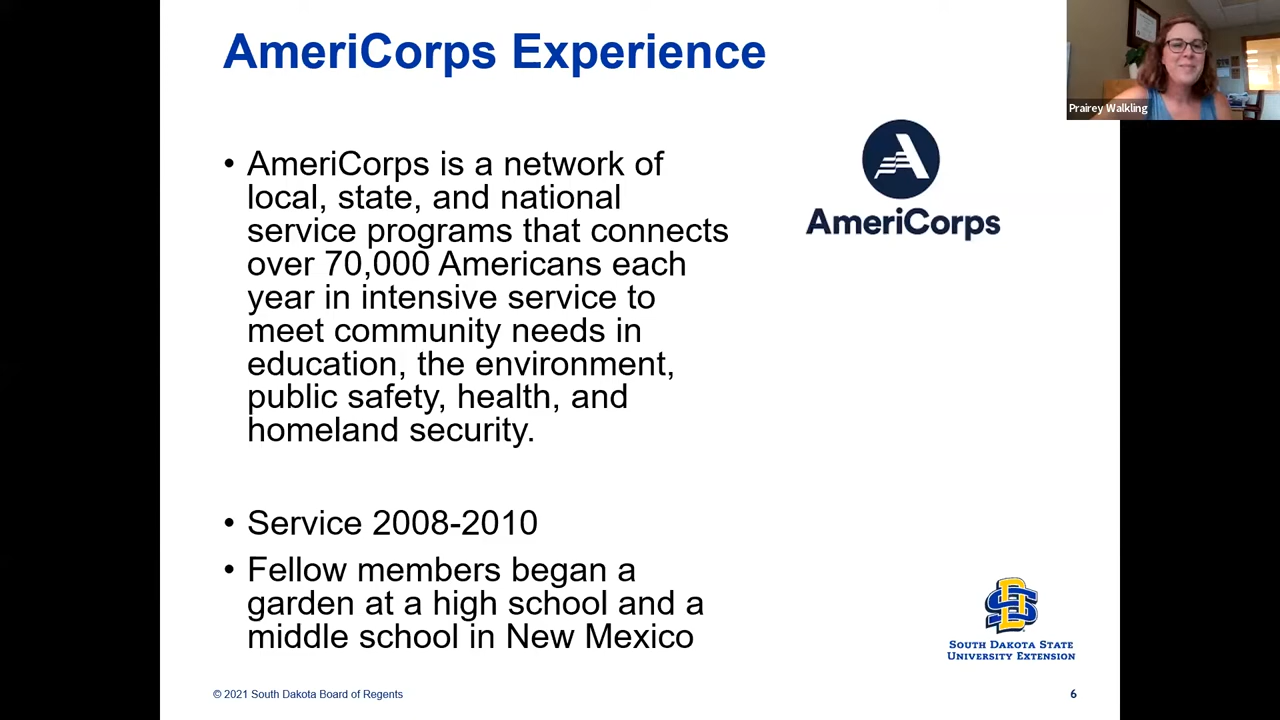 AmeriCorps Experience
Prairey Walkling
• AmeriCorps is a network of
local, state, and national
service programs that connects
over 70,000 Americans each
year in intensive service to
meet community needs in
education, the environment,
public safety, health, and
homeland security.
AmeriCorps
• Service 2008-2010
• Fellow members began a
garden at a high school and a
middle school in New Mexico
SOUTH DAKOTA STATE
UNIVERSITY EXTENSION
© 2021 South Dakota Board of Regents
6